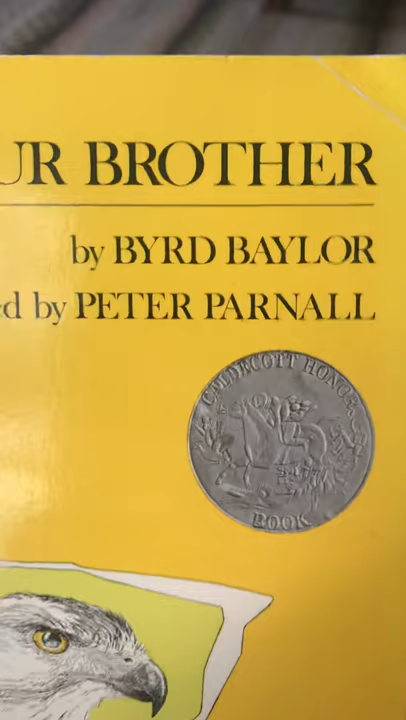 UR BROTHER
by BYRD BAYLOR
ed by PETER PARNALL
CALDECOTT HONOR
BOOK